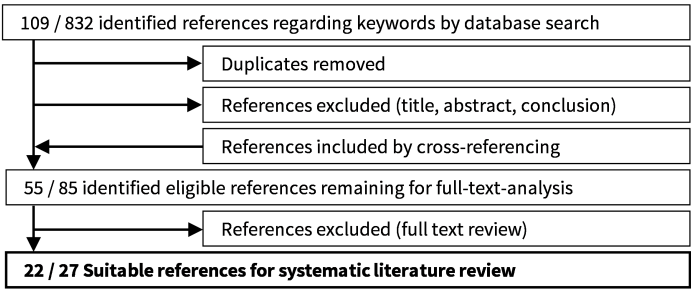 109 / 832 identified references regarding keywords by database search
Duplicates removed
References excluded (title, abstract, conclusion)
References included by cross-referencing
55 / 85 identified eligible references remaining for full-text-analysis
References excluded (full text review)
22 / 27 Suitable references for systematic literature review